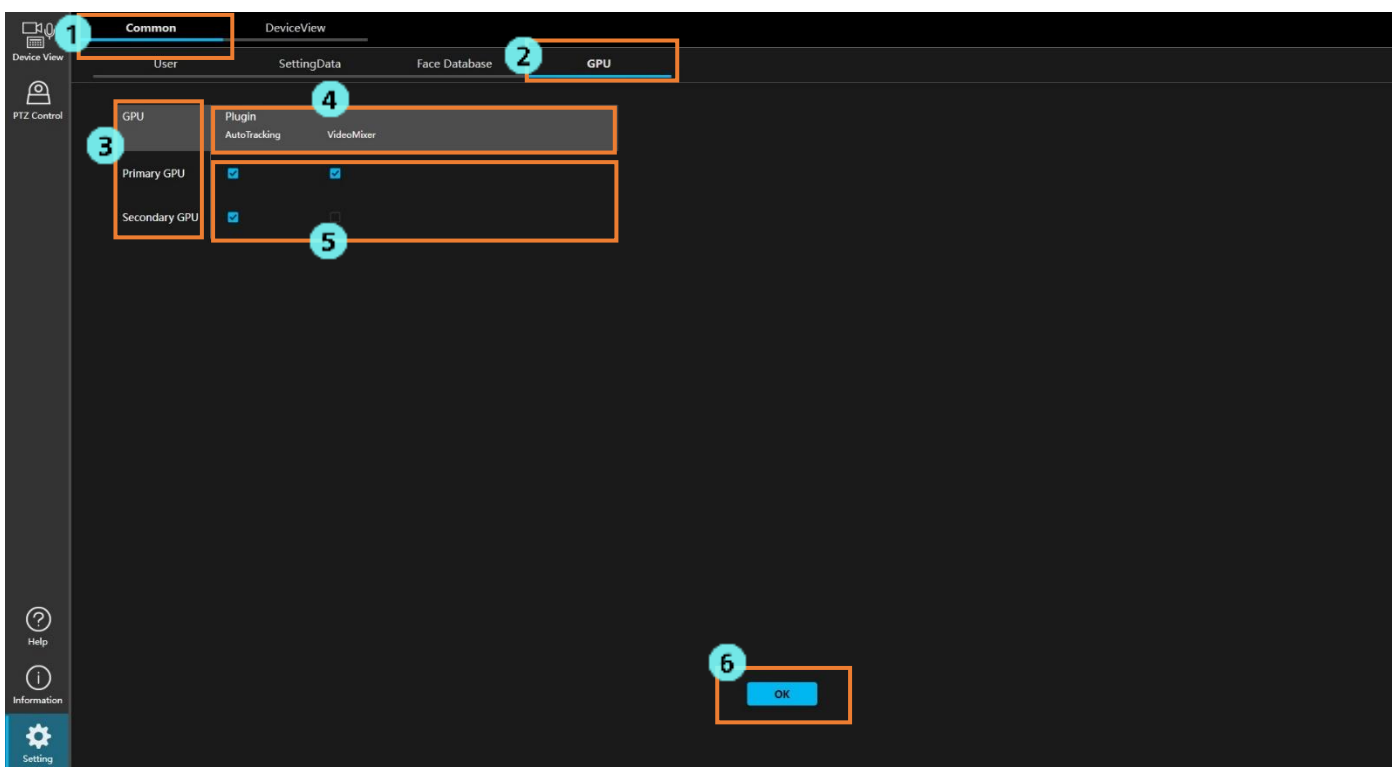 1 Common DeviceView
Device View
User SettingData Face Database 2 GPU
PTZ Control
4
GPU Plugin
AutoTracking VideoMixer
3
Primary GPU
Secondary GPU
5
Help
6
Information
OK
Setting